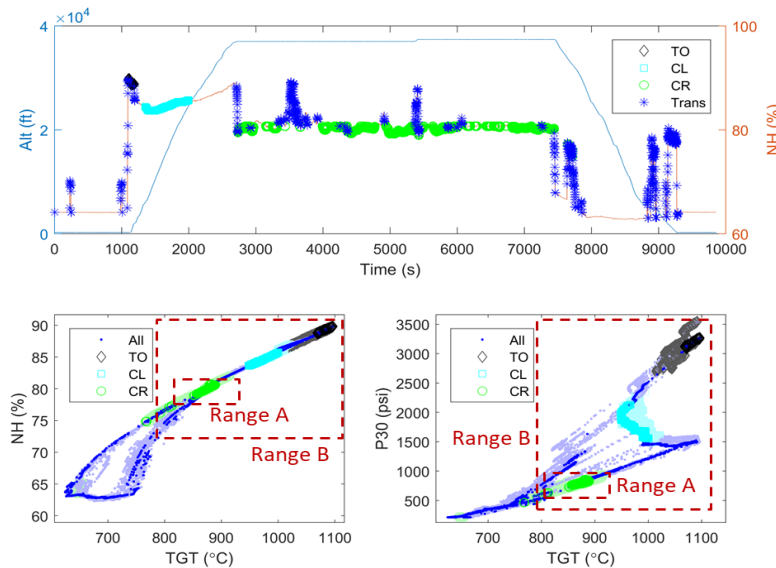 × 10⁴
4
100
Alt (ft)
2
80
NH (%)
0
60
TO
CL
CR
Trans
0 1000 2000 3000 4000 5000 6000 7000 8000 9000 10000
Time (s)
90
85
80
75
70
65
60
NH (%)
All
TO
CL
CR
Range A
Range B
700 800 900 1000 1100
TGT (°C)
3500
3000
2500
2000
1500
1000
500
P30 (psi)
All
TO
CL
CR
Range B
Range A
700 800 900 1000 1100
TGT (°C)